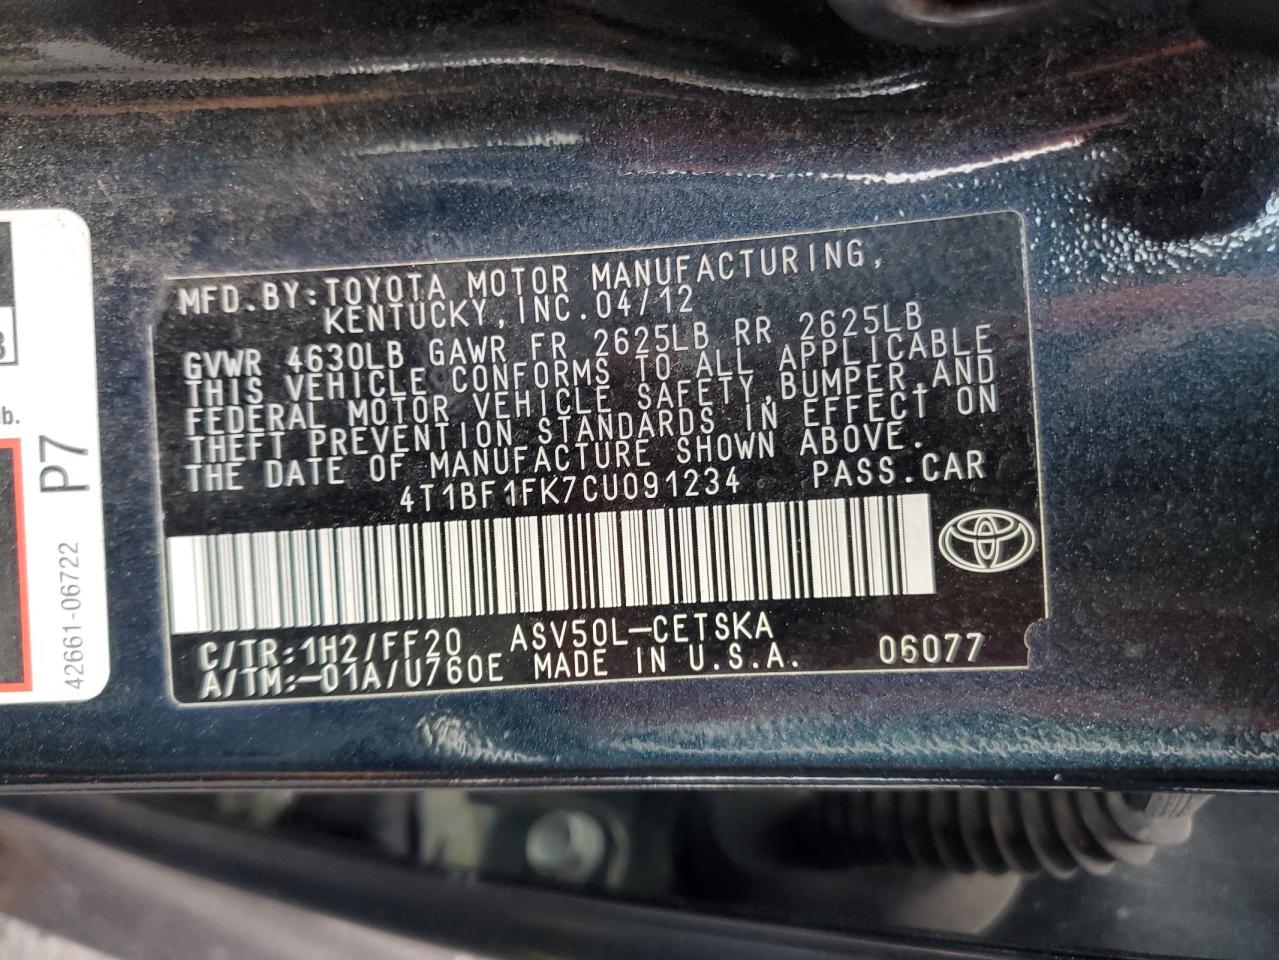 MFD.BY:TOYOTA MOTOR MANUFACTURING,
KENTUCKY,INC.04/12
GVWR 4630LB GAWR FR 2625LB RR 2625LB
THIS VEHICLE CONFORMS TO ALL APPLICABLE
FEDERAL MOTOR VEHICLE SAFETY,BUMPER,AND
THEFT PREVENTION STANDARDS IN EFFECT ON
THE DATE OF MANUFACTURE SHOWN ABOVE.
4T1BF1FK7CU091234 PASS.CAR
C/TR:1H2/FF20 ASV50L-CETSKA
A/TM:-01A/U760E MADE IN U.S.A. 06077
P7
42661-06722